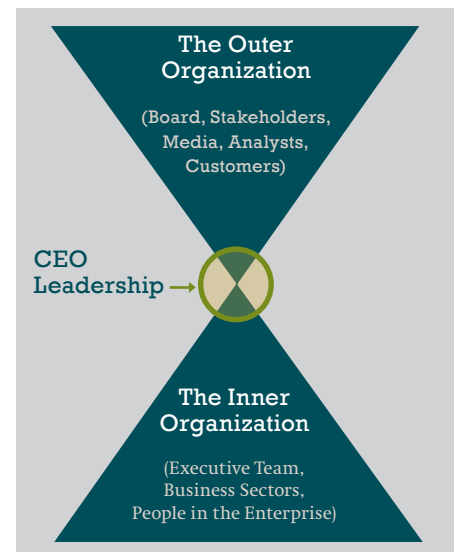 The Outer
Organization
(Board, Stakeholders,
Media, Analysts,
Customers)
CEO
Leadership
The Inner
Organization
(Executive Team,
Business Sectors,
People in the Enterprise)